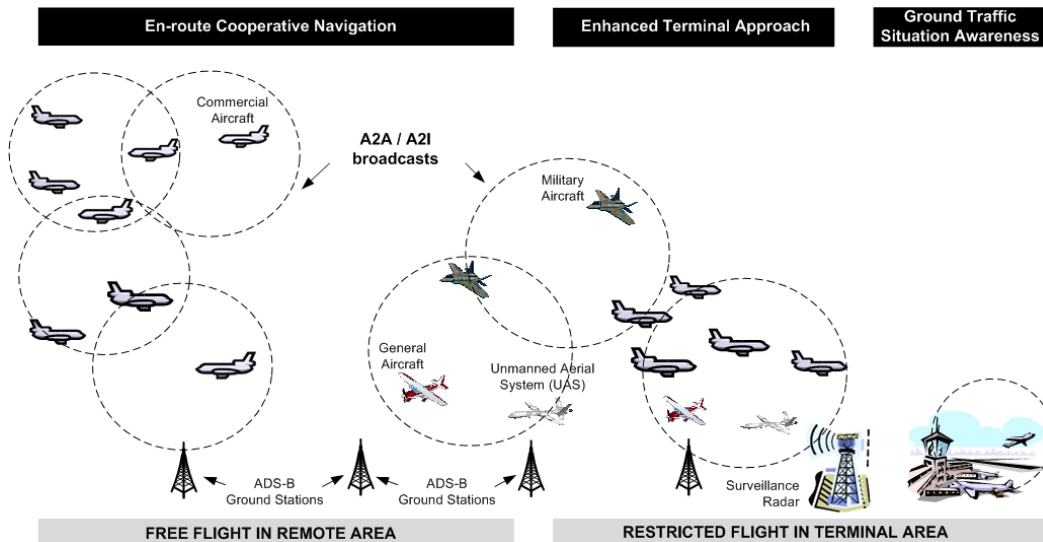 En-route Cooperative Navigation
Enhanced Terminal Approach
Ground Traffic
Situation Awareness
Commercial
Aircraft
A2A / A2I
broadcasts
Military
Aircraft
General
Aircraft
Unmanned Aerial
System (UAS)
ADS-B
Ground Stations
ADS-B
Ground Stations
Surveillance
Radar
FREE FLIGHT IN REMOTE AREA
RESTRICTED FLIGHT IN TERMINAL AREA